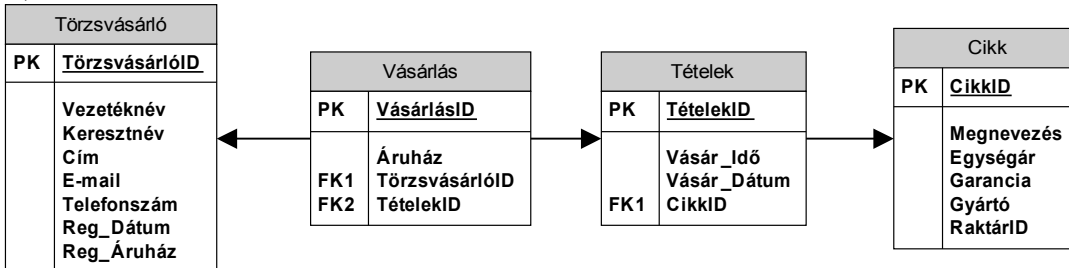 Törzsvásárló
PK TörzsvásárlóID
Vezetéknév
Keresztnév
Cím
E-mail
Telefonszám
Reg_Dátum
Reg_Áruház
Vásárlás
PK VásárlásID
Áruház
FK1 TörzsvásárlóID
FK2 TételekID
Tételek
PK TételekID
Vásár_Idő
Vásár_Dátum
FK1 CikkID
Cikk
PK CikkID
Megnevezés
Egységár
Garancia
Gyártó
RaktárID